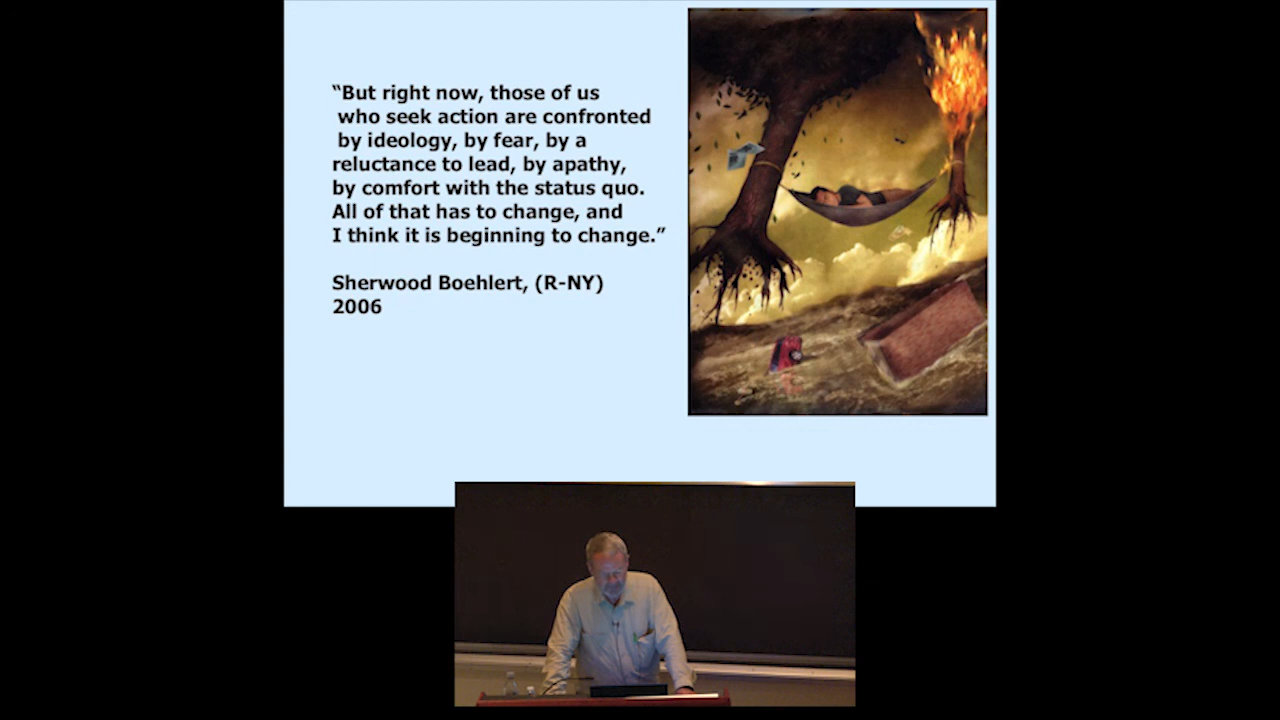 “But right now, those of us
who seek action are confronted
by ideology, by fear, by a
reluctance to lead, by apathy,
by comfort with the status quo.
All of that has to change, and
I think it is beginning to change.”
Sherwood Boehlert, (R-NY)
2006